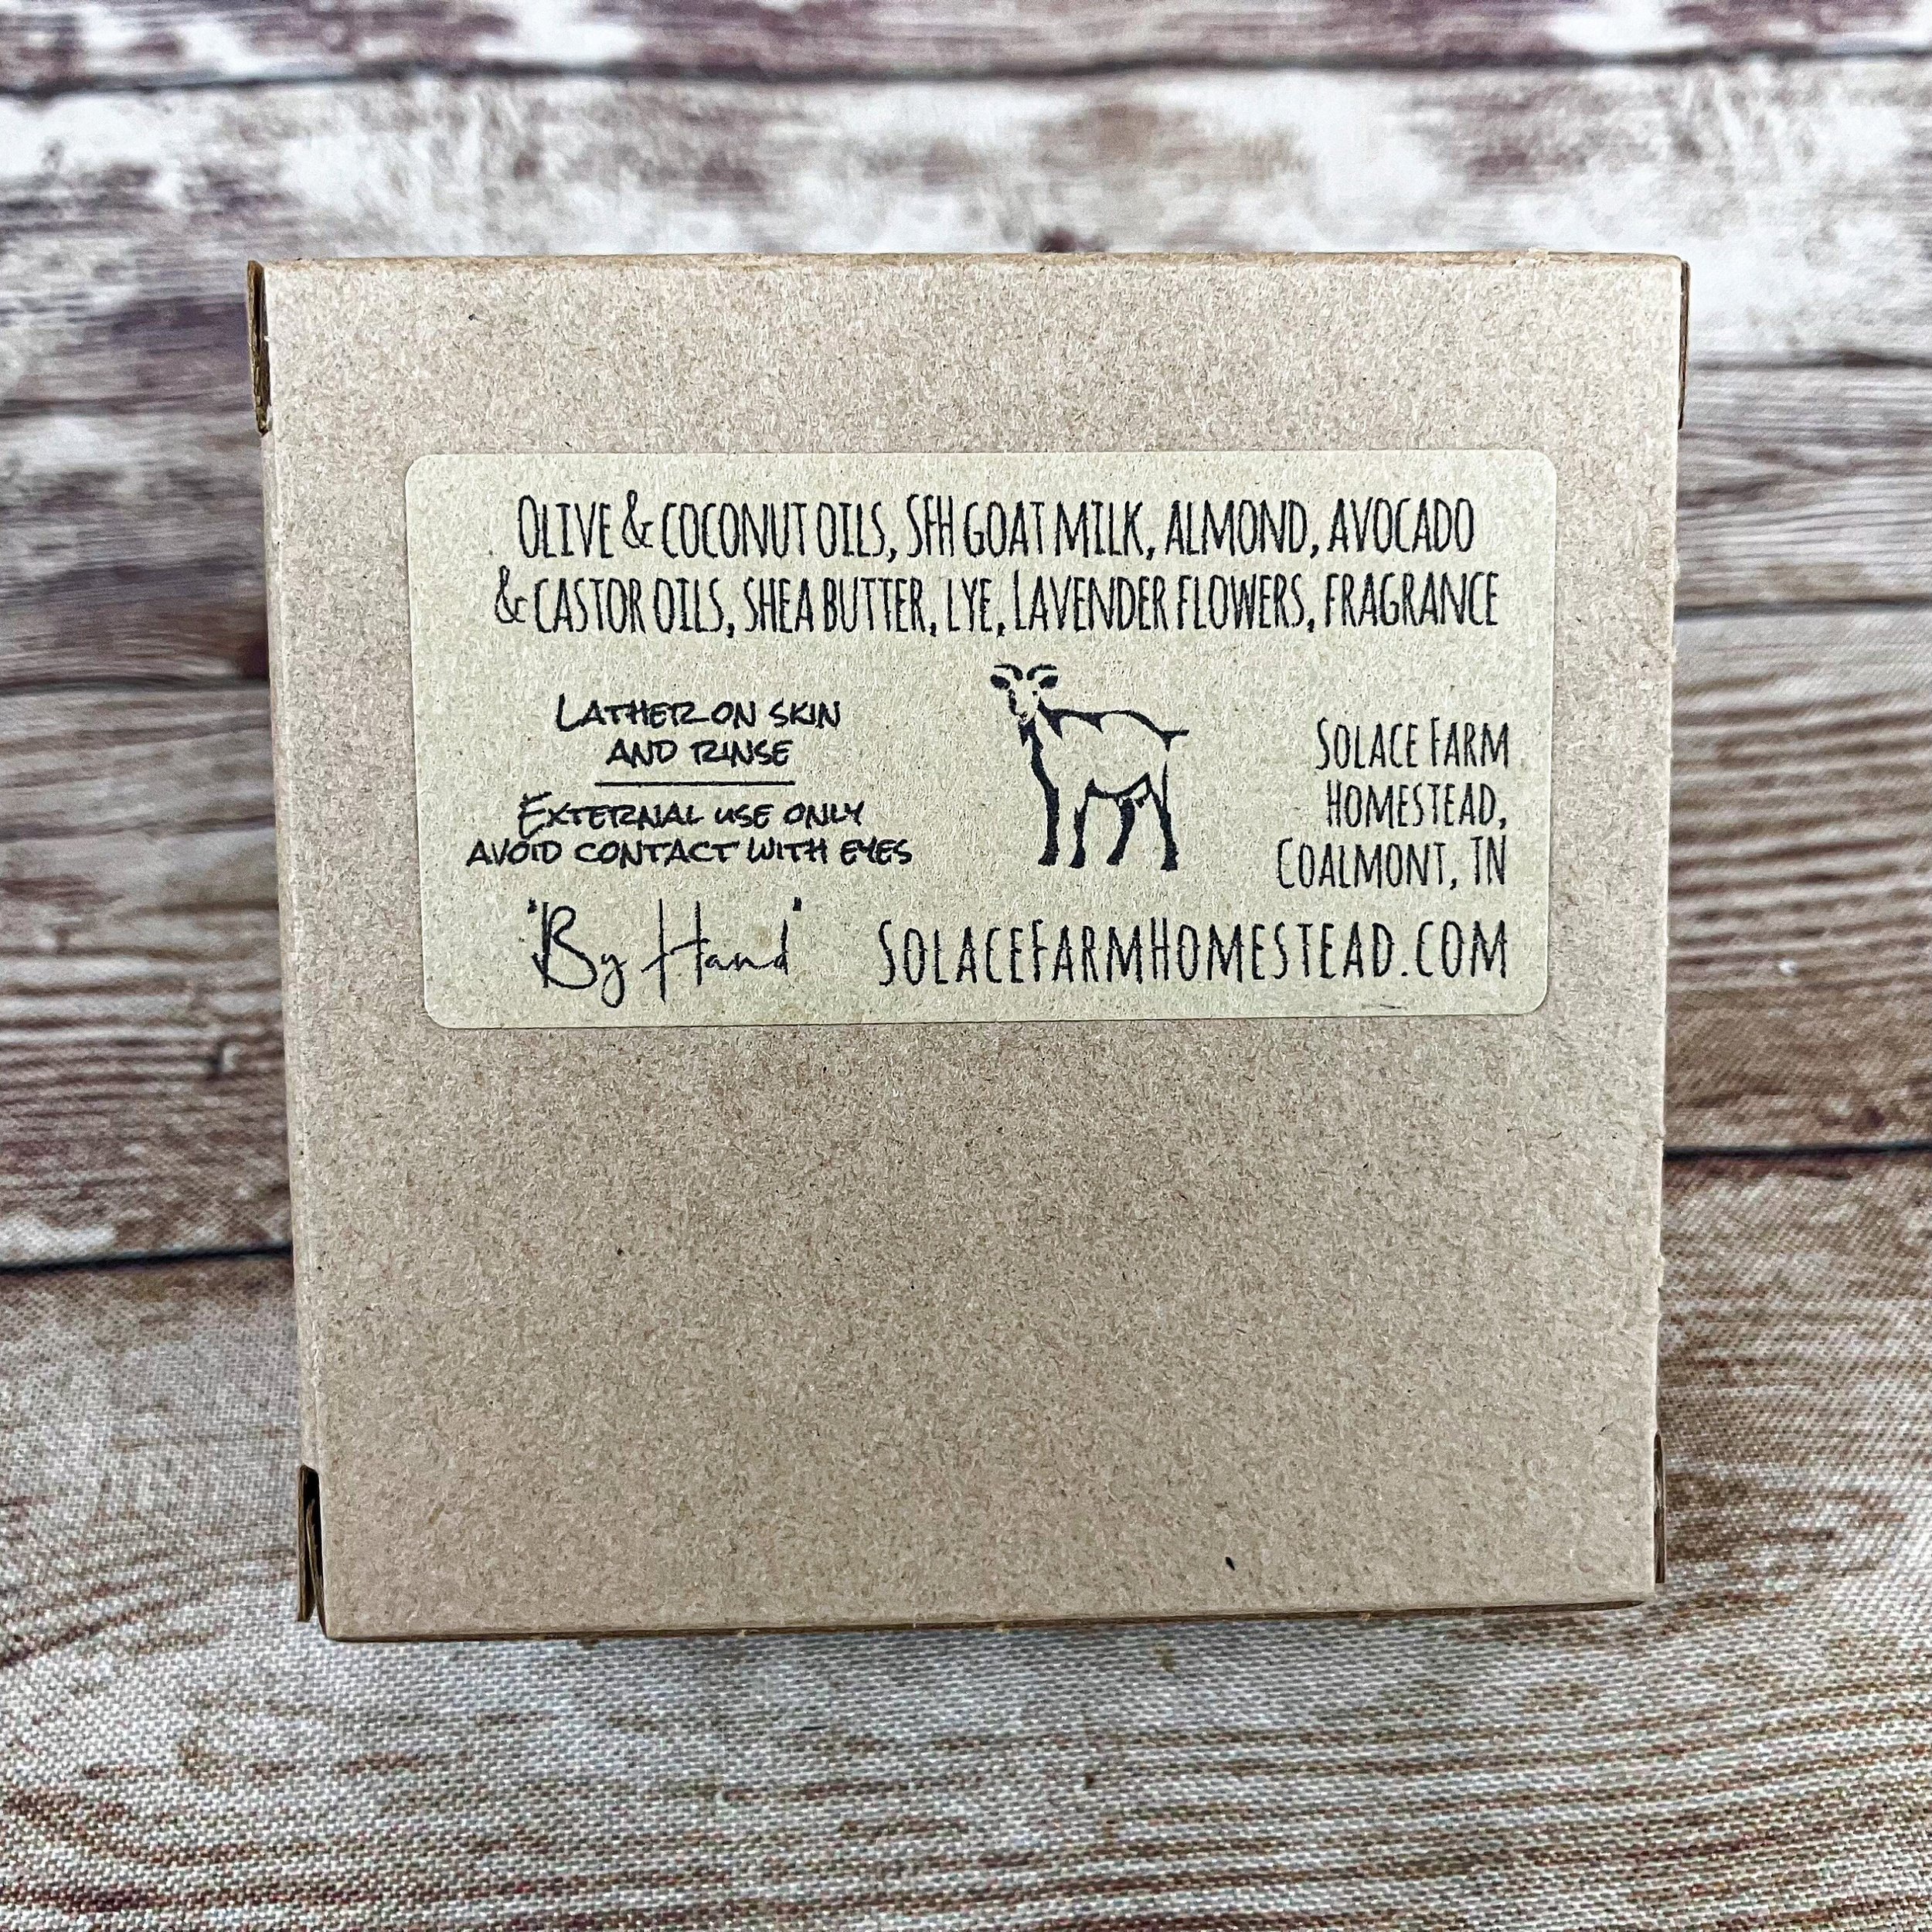 Olive & coconut oils, SFH goat milk, almond, avocado
& castor oils, shea butter, lye, Lavender flowers, fragrance
Lather on skin
and rinse
External use only
avoid contact with eyes
Solace Farm
Homestead,
Coalmont, TN
"By Hand"
SolaceFarmHomestead.com